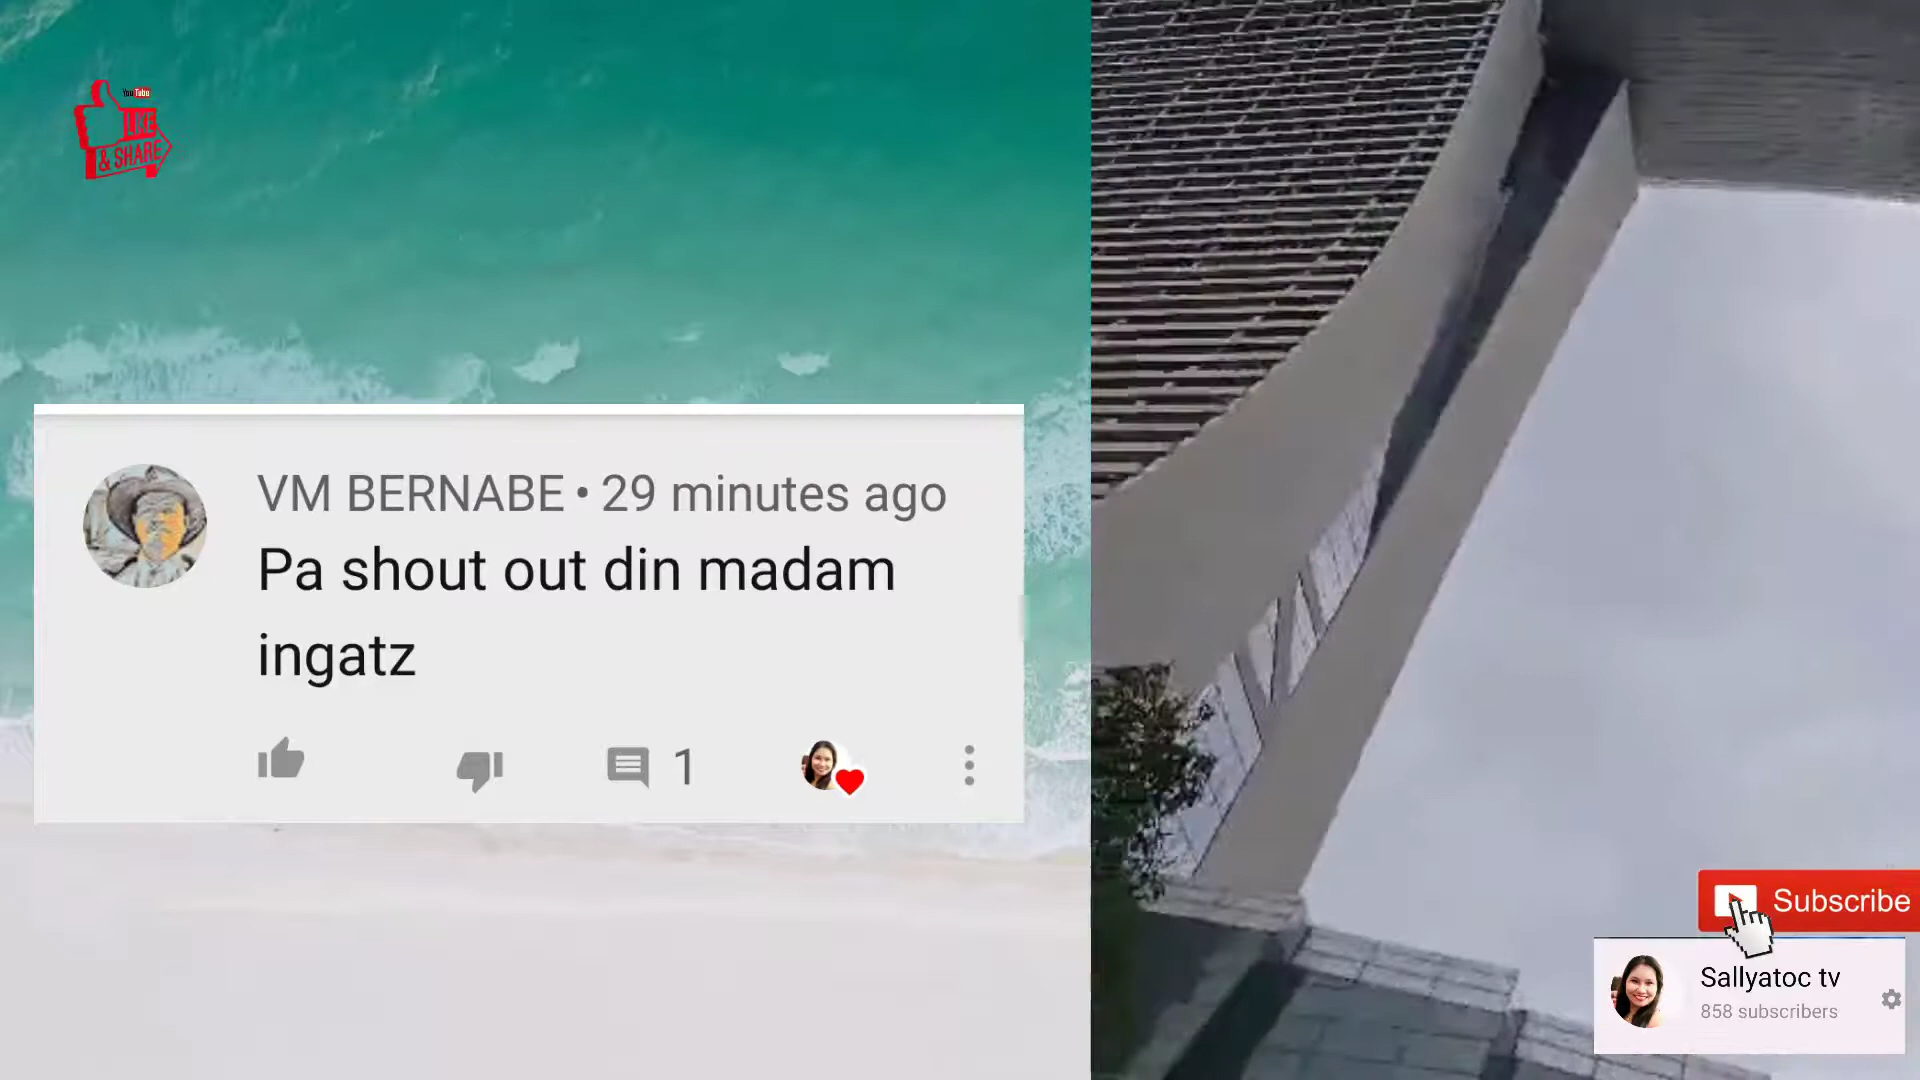 YouTube
LIKE
& SHARE
VM BERNABE • 29 minutes ago
Pa shout out din madam
ingatz
1
Subscribe
Sallyatoc tv
858 subscribers